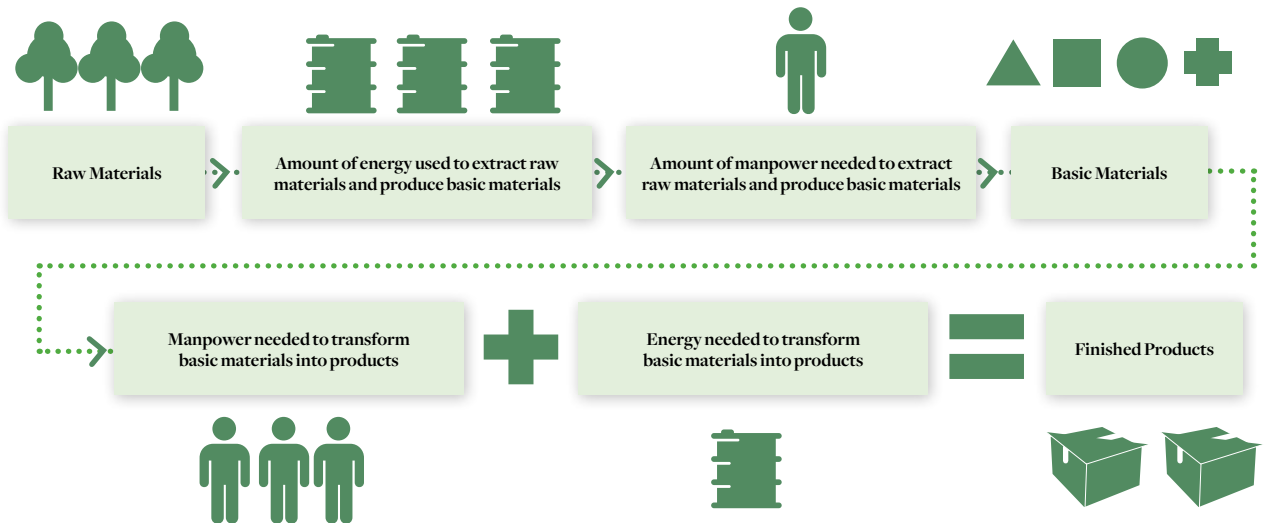 Raw Materials
Amount of energy used to extract raw
materials and produce basic materials
Amount of manpower needed to extract
raw materials and produce basic materials
Basic Materials
Manpower needed to transform
basic materials into products
Energy needed to transform
basic materials into products
Finished Products